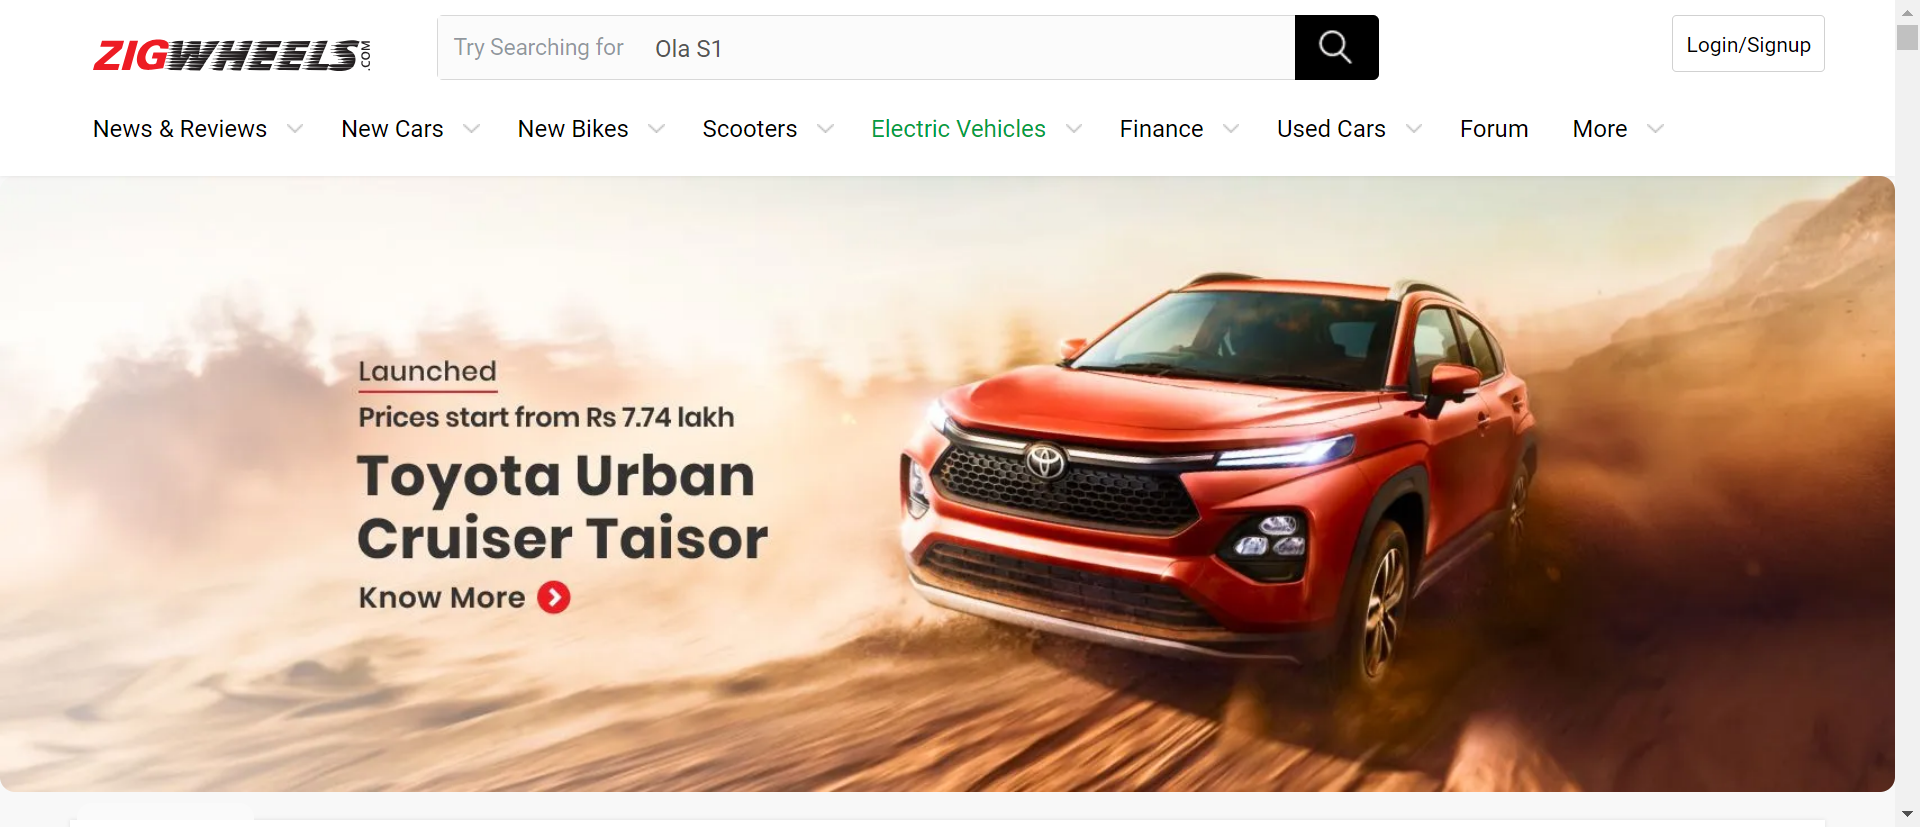 ZIGWHEELS.COM
Try Searching for Ola S1
Login/Signup
News & Reviews New Cars New Bikes Scooters Electric Vehicles Finance Used Cars Forum More
Launched
Prices start from Rs 7.74 lakh
Toyota Urban
Cruiser Taisor
Know More